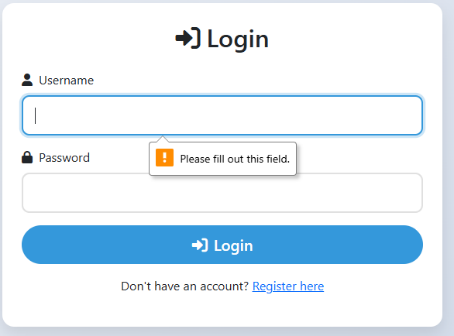 Login
Username
Please fill out this field.
Password
Login
Don't have an account? Register here